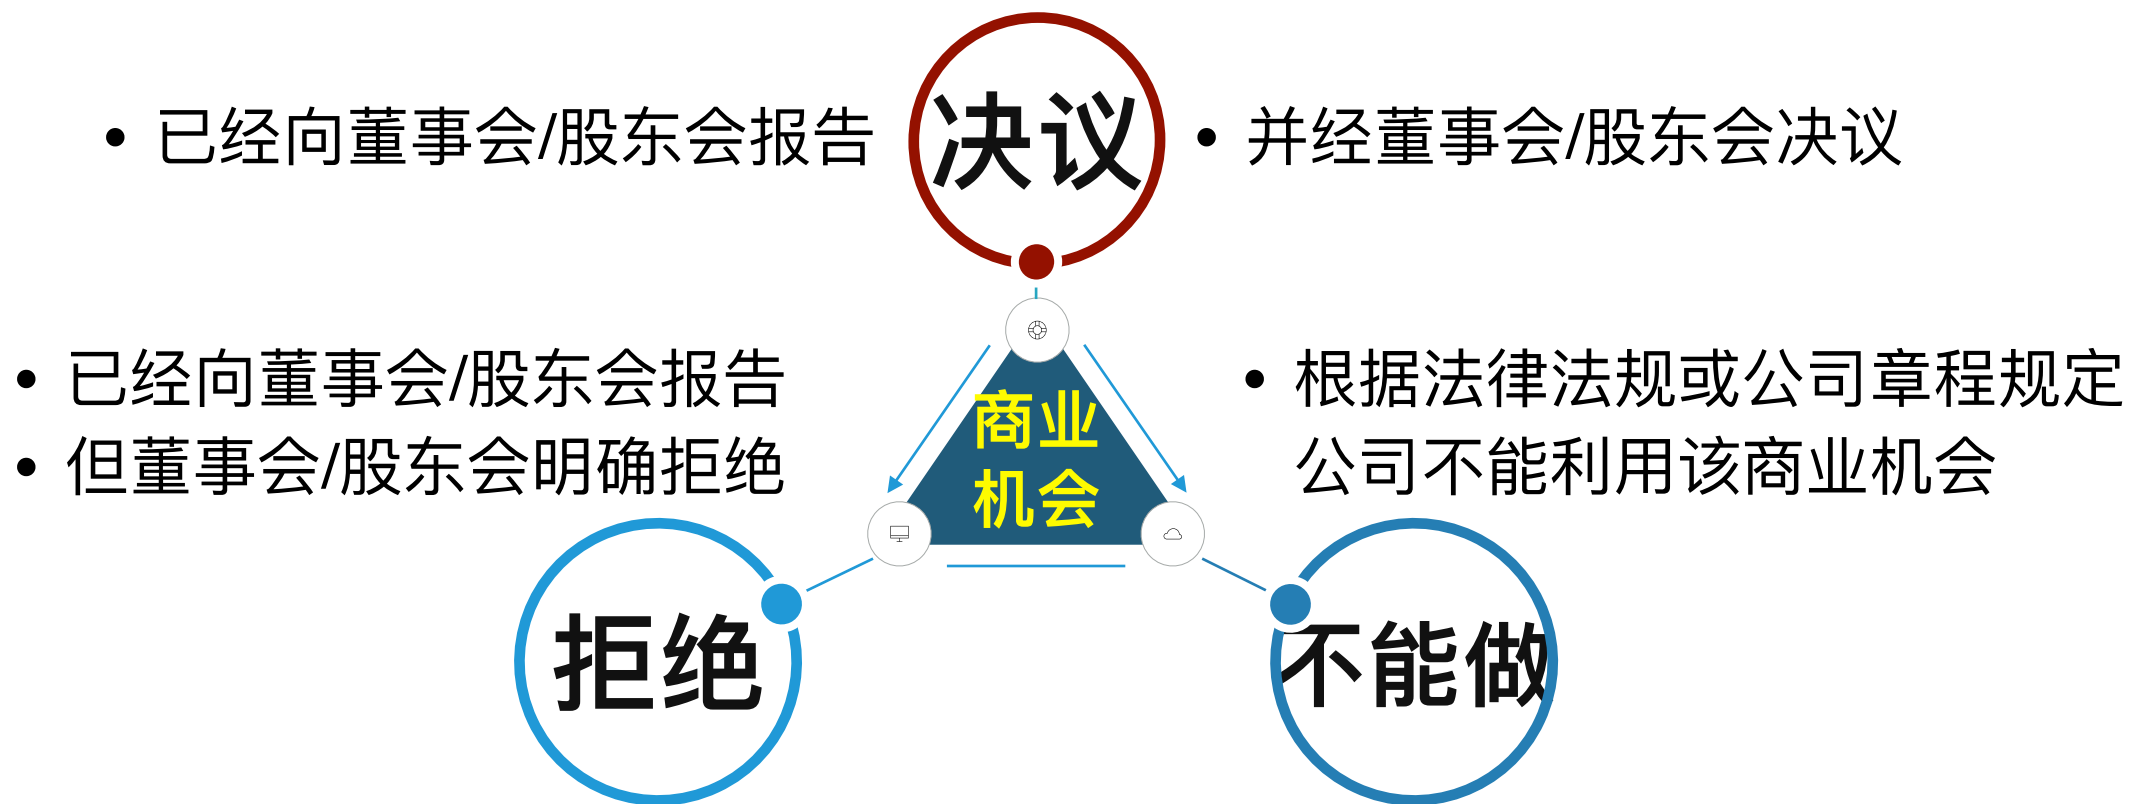 • 已经向董事会/股东会报告
决议
• 并经董事会/股东会决议
• 已经向董事会/股东会报告
• 但董事会/股东会明确拒绝
商业
机会
• 根据法律法规或公司章程规定
公司不能利用该商业机会
拒绝
不能做